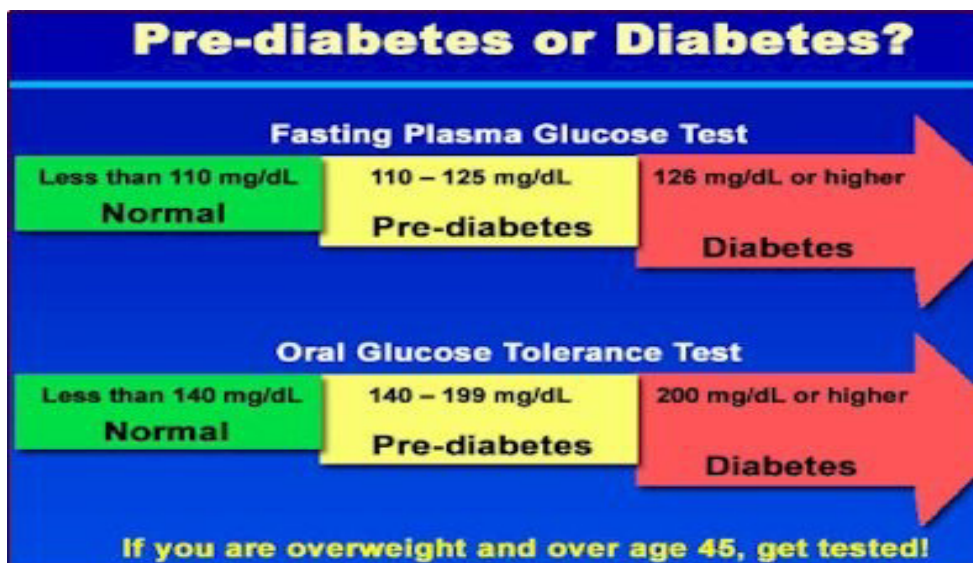 Pre-diabetes or Diabetes?
Fasting Plasma Glucose Test
Less than 110 mg/dL
Normal
110 – 125 mg/dL
Pre-diabetes
126 mg/dL or higher
Diabetes
Oral Glucose Tolerance Test
Less than 140 mg/dL
Normal
140 – 199 mg/dL
Pre-diabetes
200 mg/dL or higher
Diabetes
If you are overweight and over age 45, get tested!